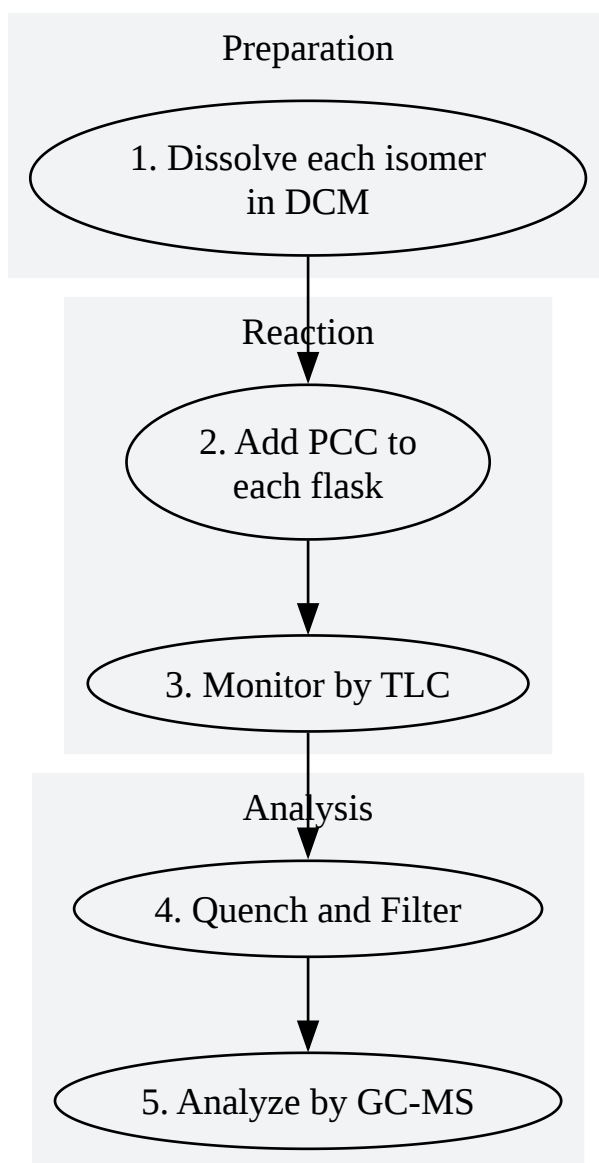 Preparation
1. Dissolve each isomer
in DCM
Reaction
2. Add PCC to
each flask
3. Monitor by TLC
Analysis
4. Quench and Filter
5. Analyze by GC-MS